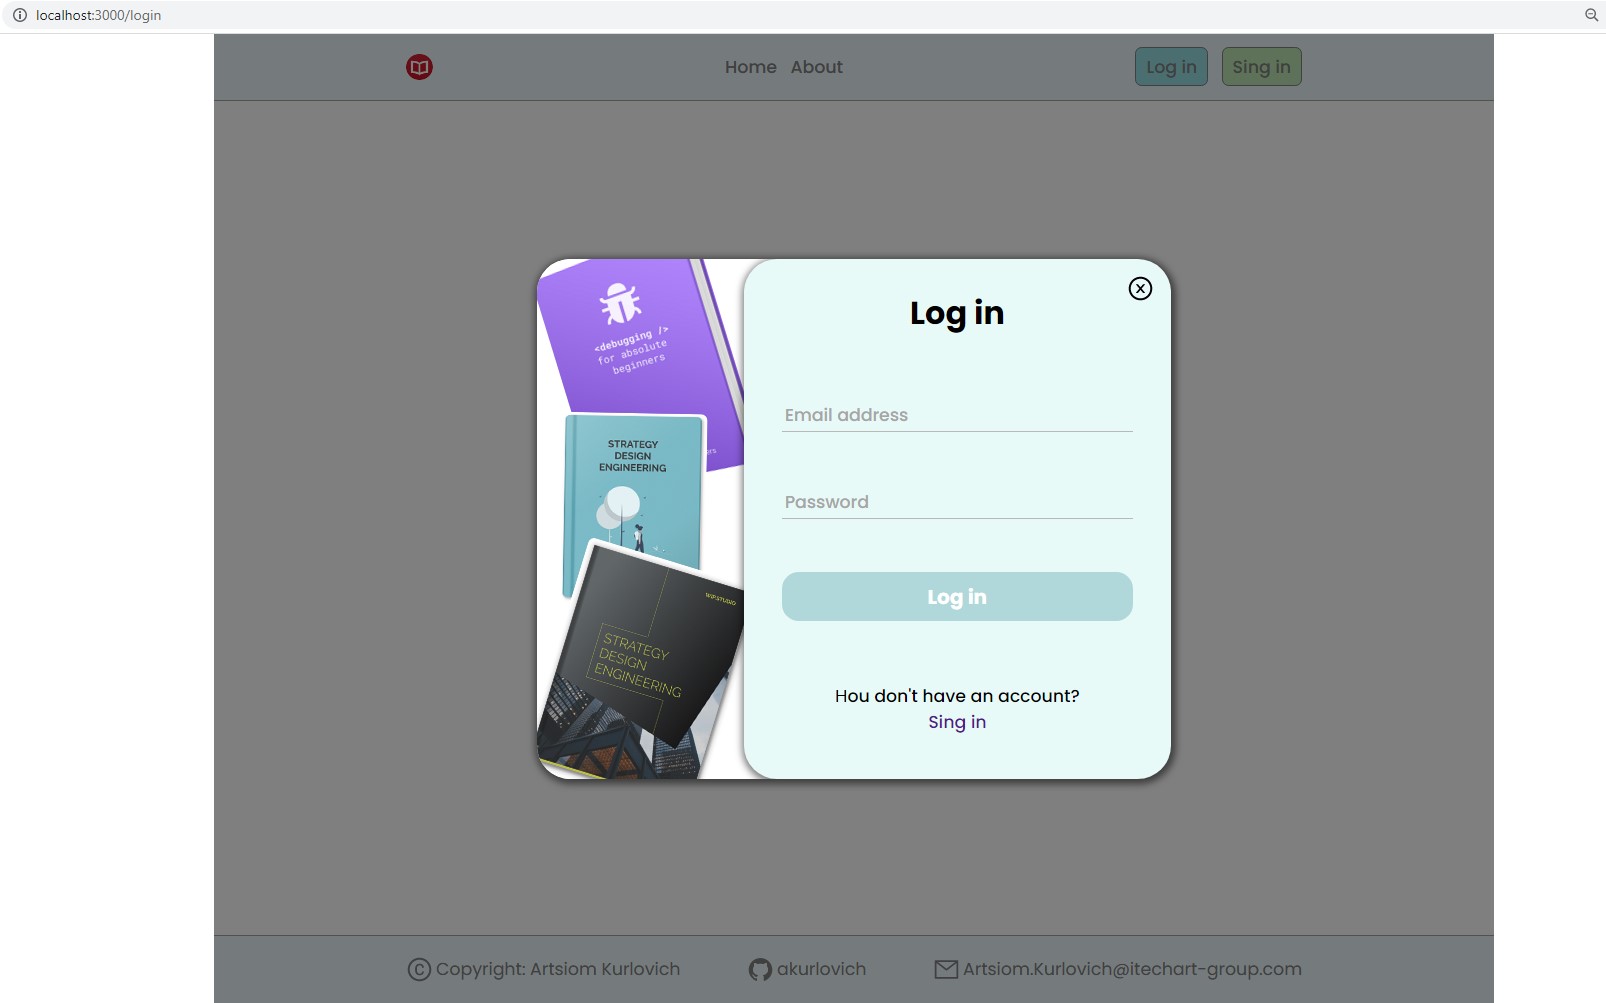 localhost:3000/login
Home About
Log in
Sing in
<debugging />
for absolute
beginners
STRATEGY
DESIGN
ENGINEERING
WIPSTUDIO
STRATEGY
DESIGN
ENGINEERING
Log in
Email address
Password
Log in
Hou don't have an account?
Sing in
Copyright: Artsiom Kurlovich
akurlovich
Artsiom.Kurlovich@itechart-group.com